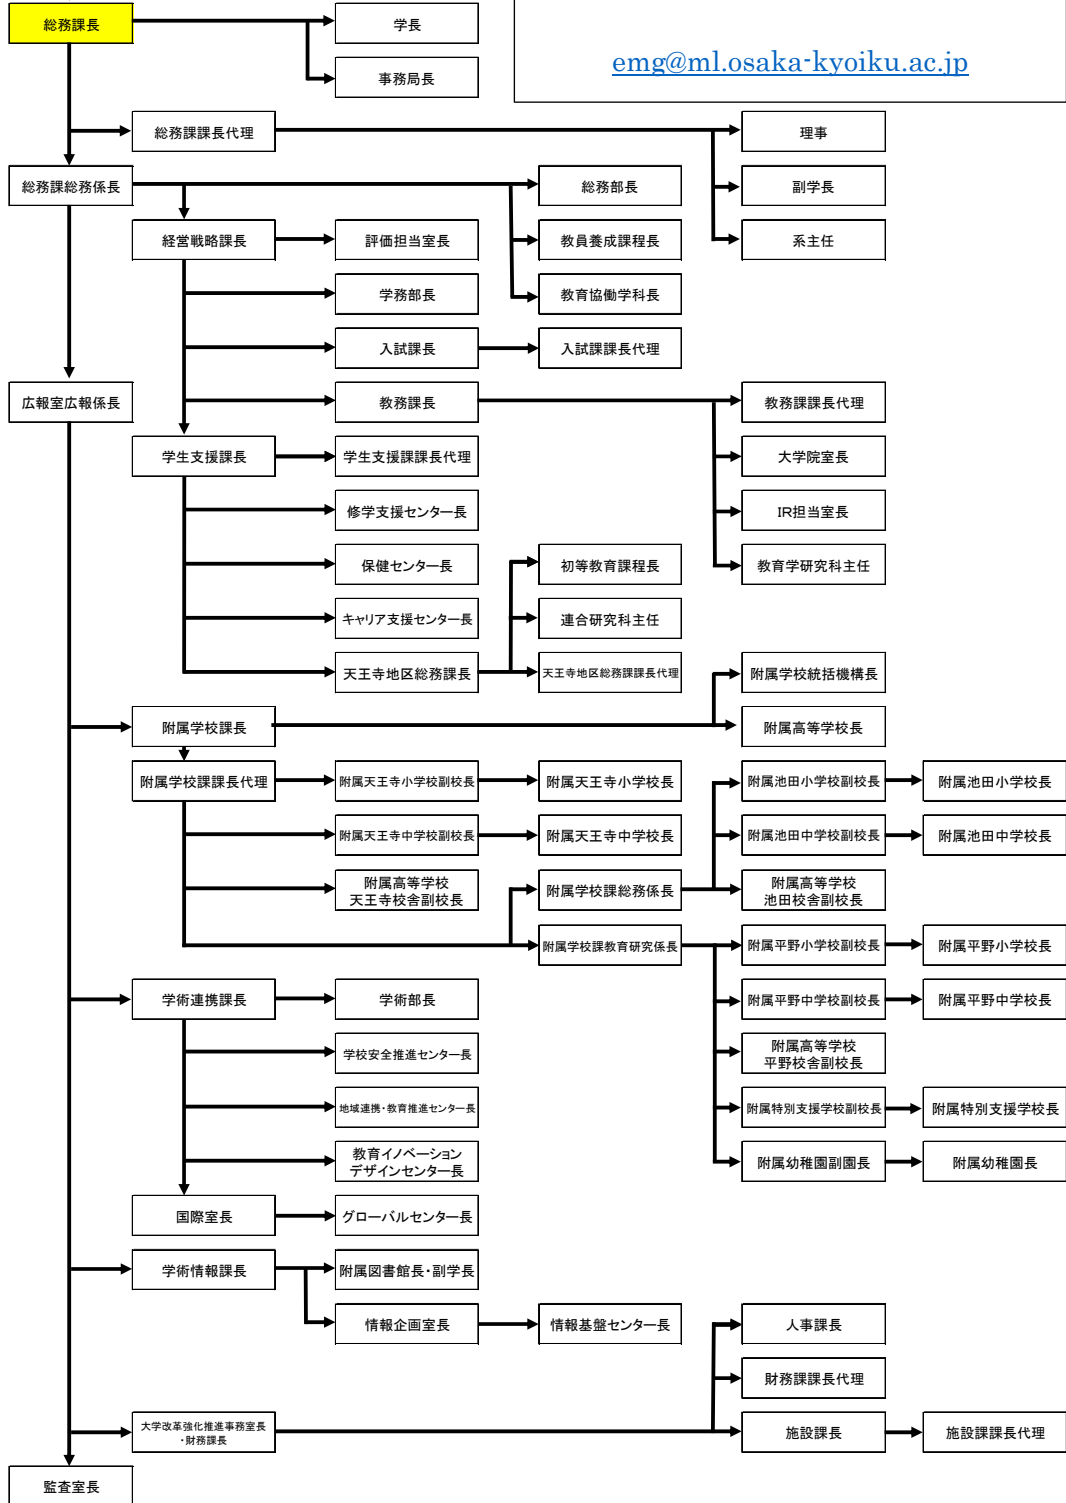 総務課長
学長
emg@ml.osaka-kyoiku.ac.jp
事務局長
総務課課長代理
理事
総務課総務係長
総務部長
副学長
経営戦略課長
評価担当室長
教員養成課程長
系主任
学務部長
教育協働学科長
入試課長
入試課課長代理
広報室広報係長
教務課長
教務課課長代理
学生支援課長
学生支援課課長代理
大学院室長
修学支援センター長
IR担当室長
保健センター長
初等教育課程長
教育学研究科主任
キャリア支援センター長
連合研究科主任
天王寺地区総務課長
天王寺地区総務課課長代理
附属学校統括機構長
附属学校課長
附属高等学校長
附属学校課課長代理
附属天王寺小学校副校長
附属天王寺小学校長
附属池田小学校副校長
附属池田小学校長
附属天王寺中学校副校長
附属天王寺中学校長
附属池田中学校副校長
附属池田中学校長
附属高等学校
天王寺校舎副校長
附属学校課総務係長
附属高等学校
池田校舎副校長
附属学校課教育研究係長
附属平野小学校副校長
附属平野小学校長
学術連携課長
学術部長
附属平野中学校副校長
附属平野中学校長
学校安全推進センター長
附属高等学校
平野校舎副校長
地域連携・教育推進センター長
附属特別支援学校副校長
附属特別支援学校長
教育イノベーション
デザインセンター長
附属幼稚園副園長
附属幼稚園長
国際室長
グローバルセンター長
学術情報課長
附属図書館長・副学長
情報企画室長
情報基盤センター長
人事課長
財務課課長代理
大学改革強化推進事務室長
・財務課長
施設課長
施設課課長代理
監査室長